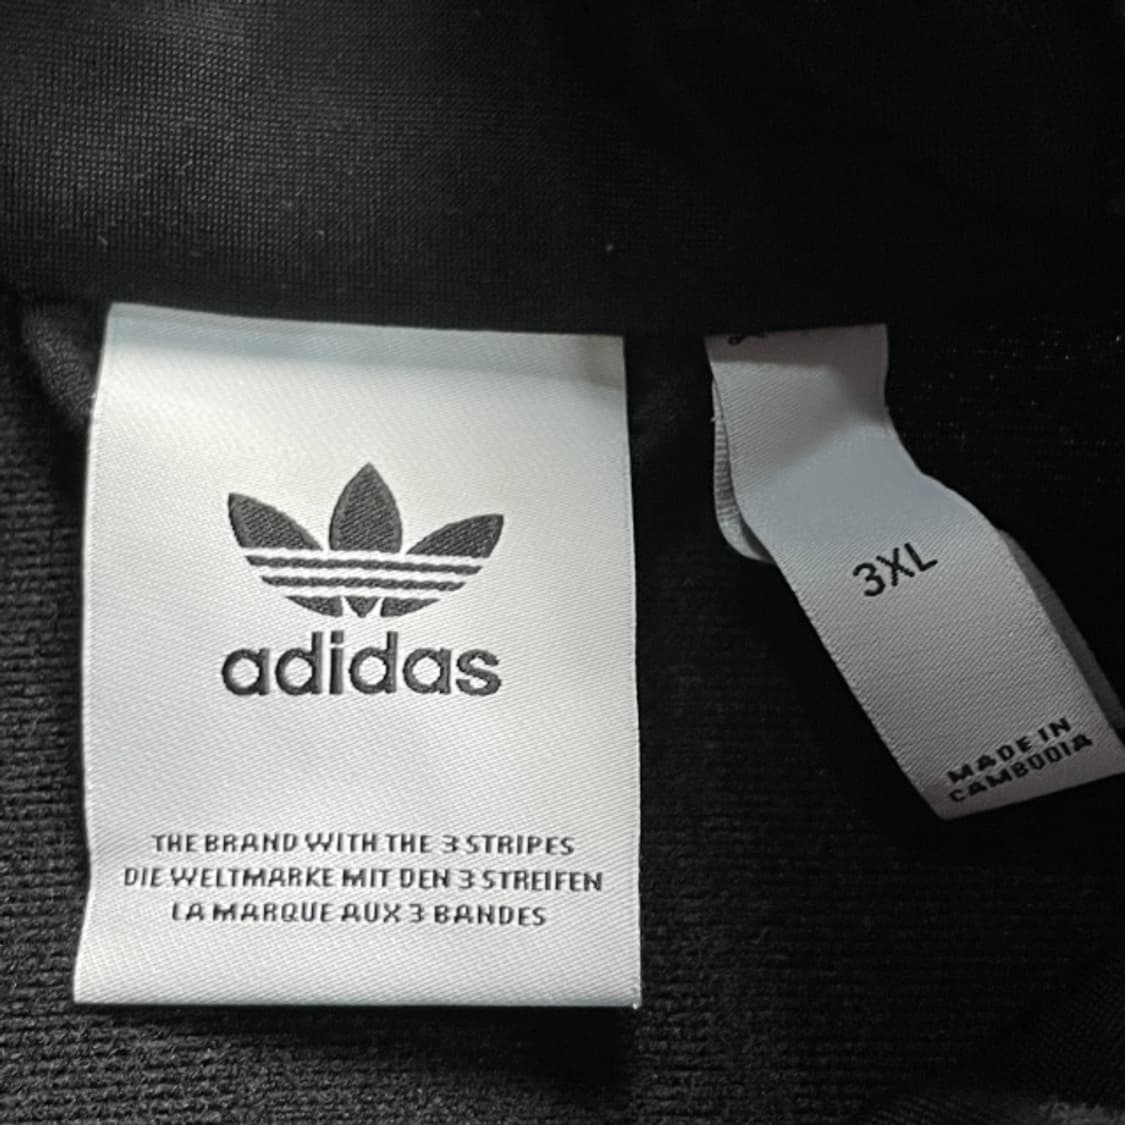 adidas
THE BRAND WITH THE 3 STRIPES
DIE WELTMARKE MIT DEN 3 STREIFEN
LA MARQUE AUX 3 BANDES
3XL
MADE IN
CAMBODIA